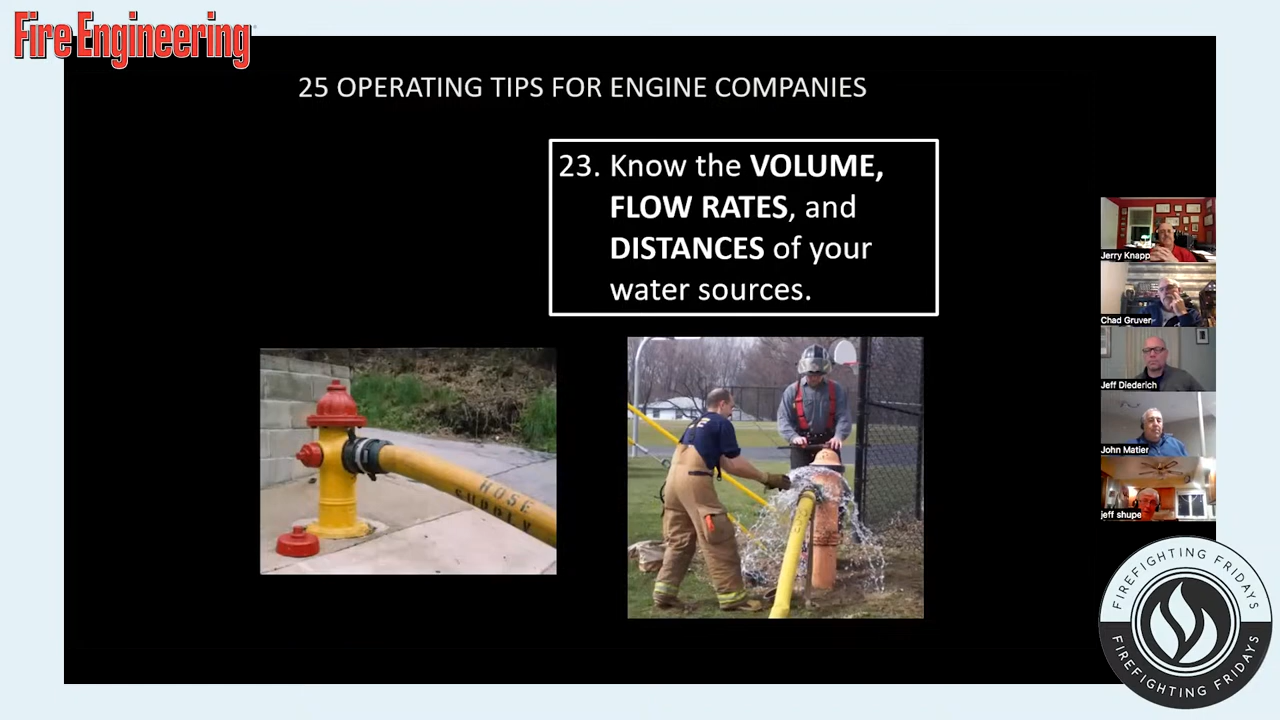 Fire Engineering
25 OPERATING TIPS FOR ENGINE COMPANIES
23. Know the VOLUME,
FLOW RATES, and
DISTANCES of your
water sources.
HOSE
SUPPLY
Jerry Knapp
Chad Gruver
Jeff Diederich
John Matier
jeff shupe
FIREFIGHTING FRIDAYS
FIREFIGHTING FRIDAYS